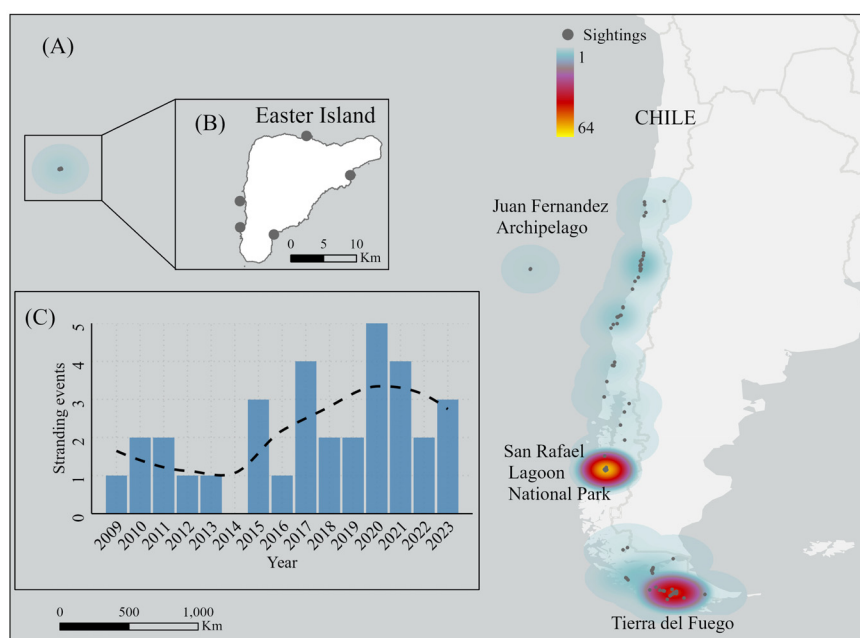 (A)
Sightings
1
64
CHILE
(B)
Easter Island
0 5 10
Km
Juan Fernandez
Archipelago
(C)
Stranding events
5
4
3
2
1
0
2009 2010 2011 2012 2013 2014 2015 2016 2017 2018 2019 2020 2021 2022 2023
Year
San Rafael
Lagoon
National Park
0 500 1,000
Km
Tierra del Fuego